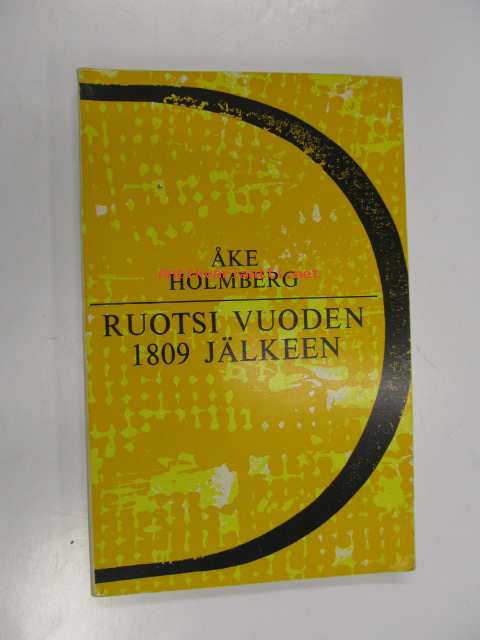 ÅKE
HOLMBERG
RUOTSI VUODEN
1809 JÄLKEEN